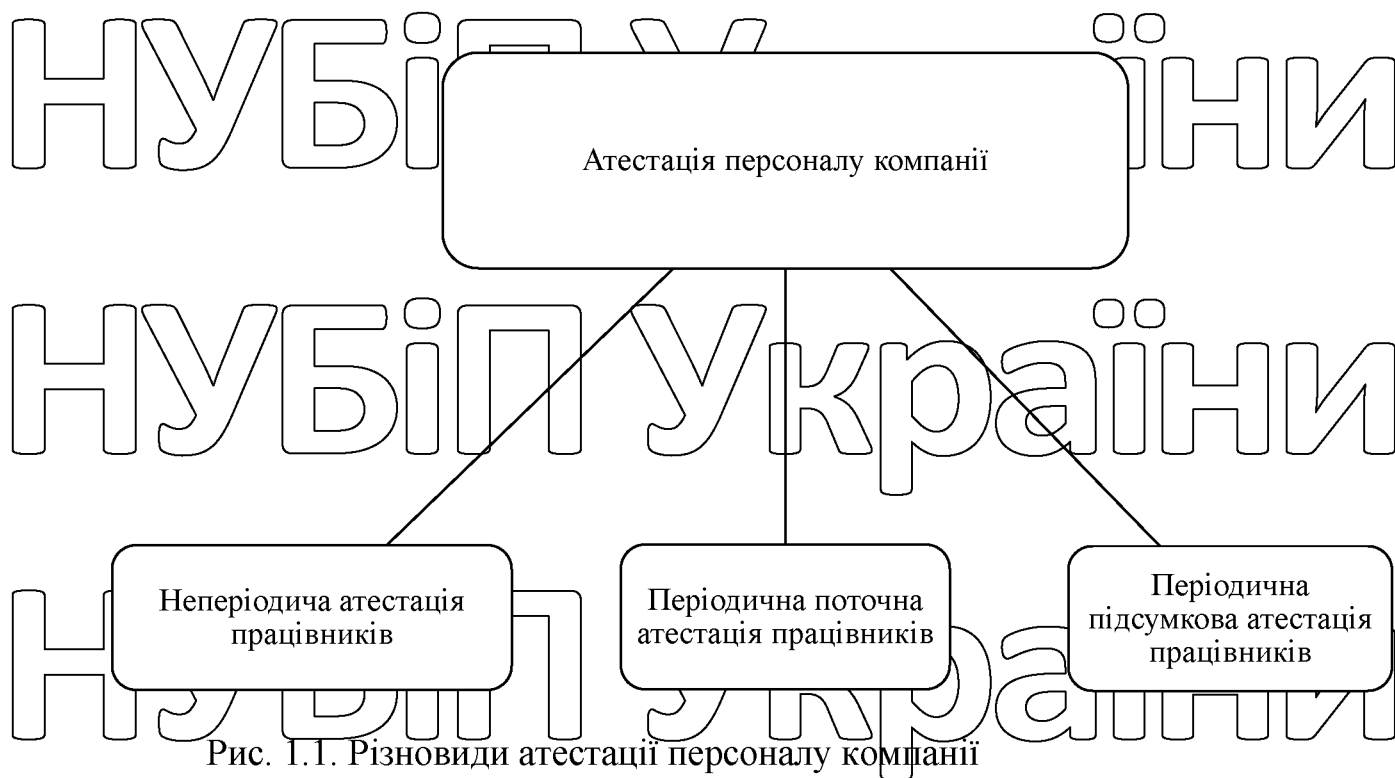 НУБіП України
Атестація персоналу компанії
НУБіП України
Неперіодича атестація
працівників
Періодична поточна
атестація працівників
Періодична
підсумкова атестація
працівників
НУБіП України
Рис. 1.1. Різновиди атестації персоналу компанії